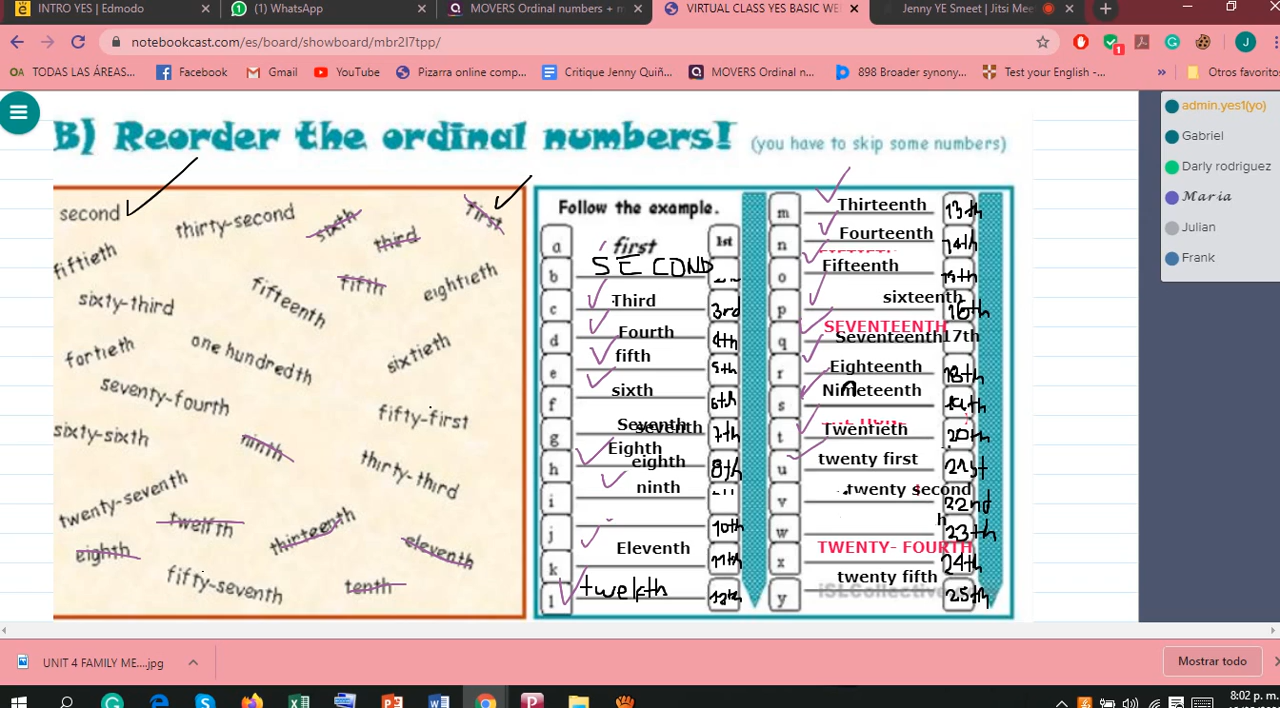 INTRO YES | Edmodo
(1) WhatsApp
MOVERS Ordinal numbers + m
VIRTUAL CLASS YES BASIC WE
Jenny YE Smeet | Jitsi Mee
notebookcast.com/es/board/showboard/mbr2l7tpp/
TODAS LAS ÁREAS...
Facebook
Gmail
YouTube
Pizarra online comp...
Critique Jenny Quiñ...
MOVERS Ordinal n...
898 Broader synony...
Test your English -...
»
Otros favoritos
B) Reorder the ordinal numbers! (you have to skip some numbers)
second
thirty-second
sixth
first
third
fiftieth
fifteenth
fifth
eightieth
sixty-third
fortieth
one hundredth
sixtieth
seventy-fourth
fifty-first
sixty-sixth
ninth
thirty-third
twenty-seventh
twelfth
thirteenth
eleventh
eighth
fifty-seventh
tenth
Follow the example.
a first 1st
b SECOND
c Third 3rd
d Fourth 4th
e fifth 5th
f sixth 6th
g Seventh seventh 7th
h Eighth eighth 8th
i ninth
j 10th
k Eleventh 11th
l twelkth 12th
m Thirteenth 13th
n Fourteenth 14th
o Fifteenth 15th
p sixteenth 16th
SEVENTEENTH
q Seventeenth 17th
r Eighteenth 18th
s Nineteenth 19th
t Twentieth 20th
u twenty first 21st
v twenty second 22nd
w h 23th
x TWENTY- FOURTH 24th
y twenty fifth 25th
iSLCollective
admin.yes1(yo)
Gabriel
Darly rodriguez
Maria
Julian
Frank
UNIT 4 FAMILY ME....jpg
Mostrar todo
8:02 p. m.